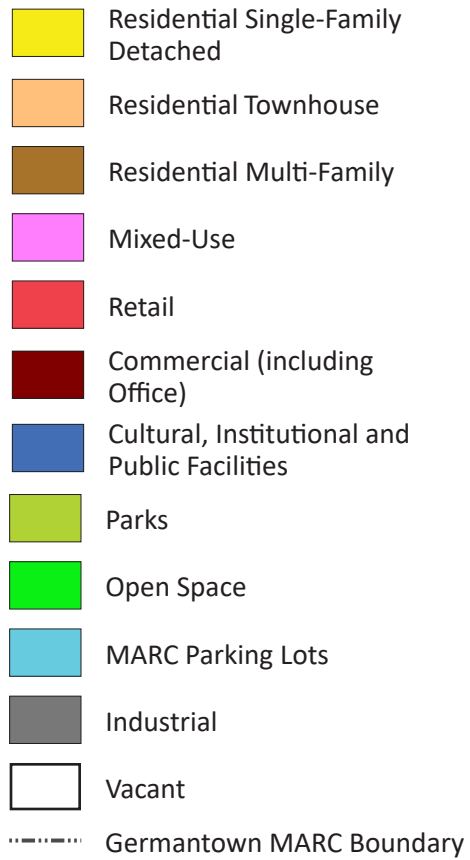 Residential Single-Family
Detached
Residential Townhouse
Residential Multi-Family
Mixed-Use
Retail
Commercial (including
Office)
Cultural, Institutional and
Public Facilities
Parks
Open Space
MARC Parking Lots
Industrial
Vacant
Germantown MARC Boundary